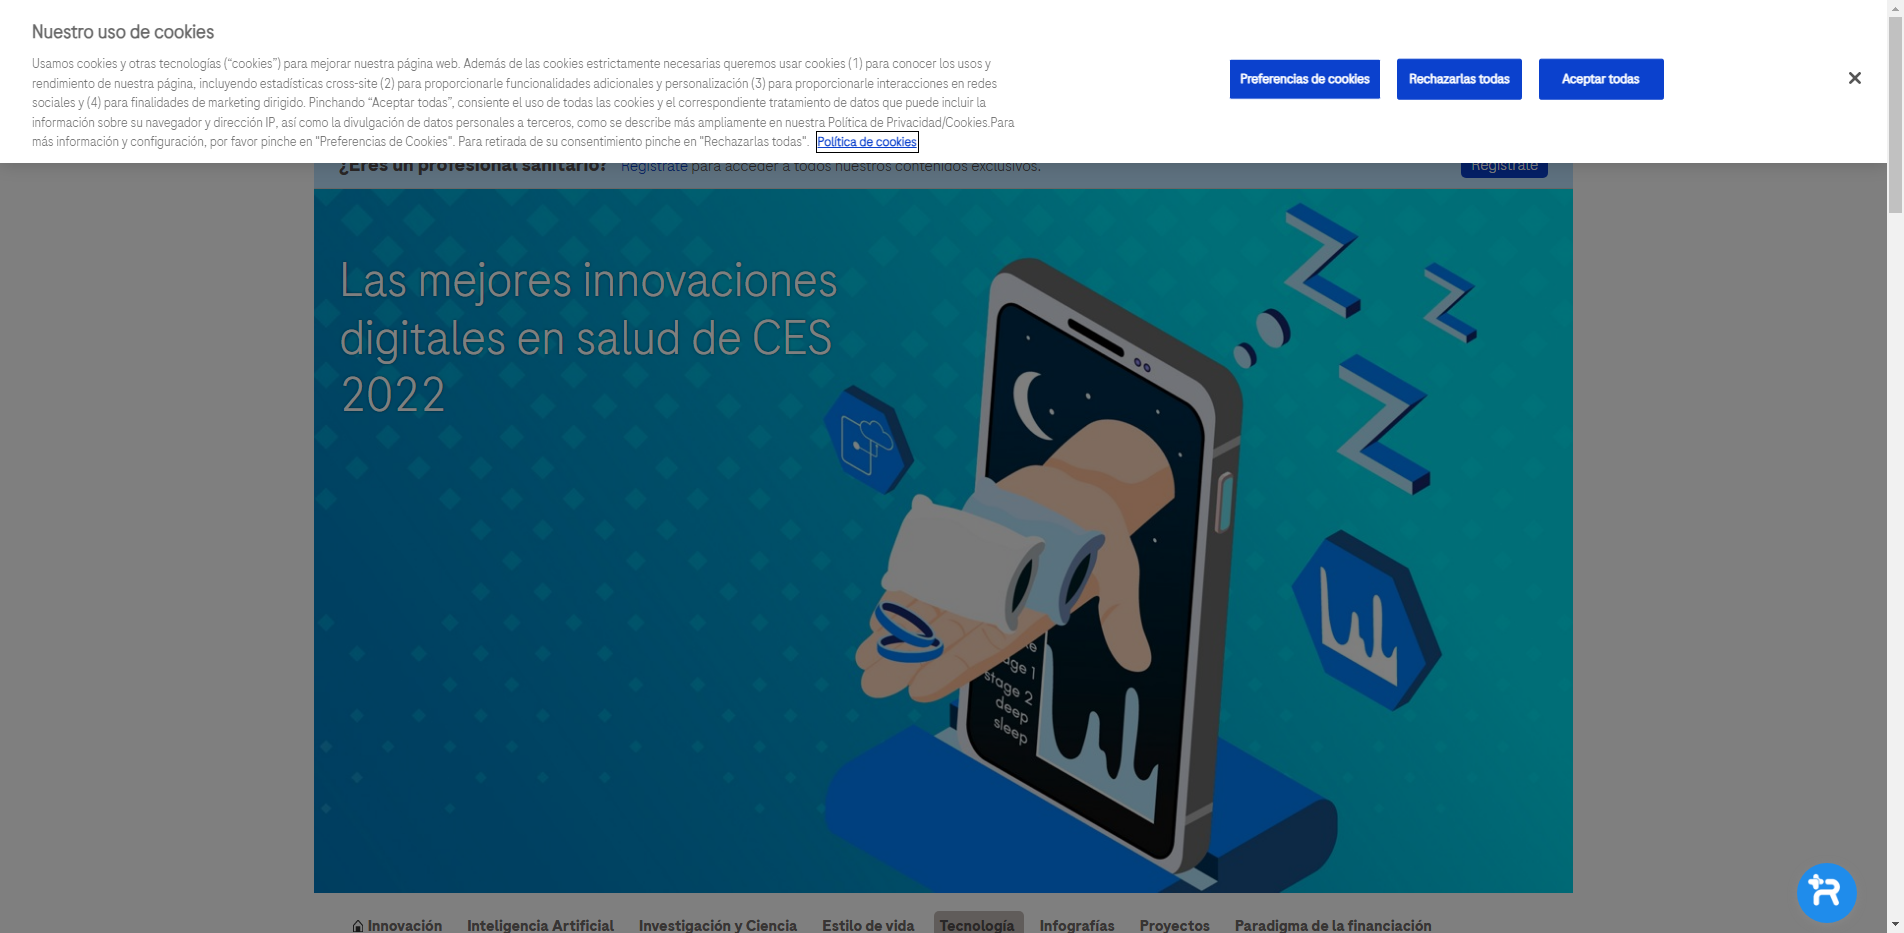 Nuestro uso de cookies
Usamos cookies y otras tecnologías (“cookies”) para mejorar nuestra página web. Además de las cookies estrictamente necesarias queremos usar cookies (1) para conocer los usos y
rendimiento de nuestra página, incluyendo estadísticas cross-site (2) para proporcionarle funcionalidades adicionales y personalización (3) para proporcionarle interacciones en redes
sociales y (4) para finalidades de marketing dirigido. Pinchando “Aceptar todas”, consiente el uso de todas las cookies y el correspondiente tratamiento de datos que puede incluir la
información sobre su navegador y dirección IP, así como la divulgación de datos personales a terceros, como se describe más ampliamente en nuestra Política de Privacidad/Cookies.Para
más información y configuración, por favor pinche en "Preferencias de Cookies". Para retirada de su consentimiento pinche en "Rechazarlas todas". Política de cookies
Preferencias de cookies
Rechazarlas todas
Aceptar todas
¿Eres un profesional sanitario? Regístrate para acceder a todos nuestros contenidos exclusivos.
Regístrate
Las mejores innovaciones
digitales en salud de CES
2022
stage 2
deep
sleep
Innovación Inteligencia Artificial Investigación y Ciencia Estilo de vida Tecnología Infografías Proyectos Paradigma de la financiación